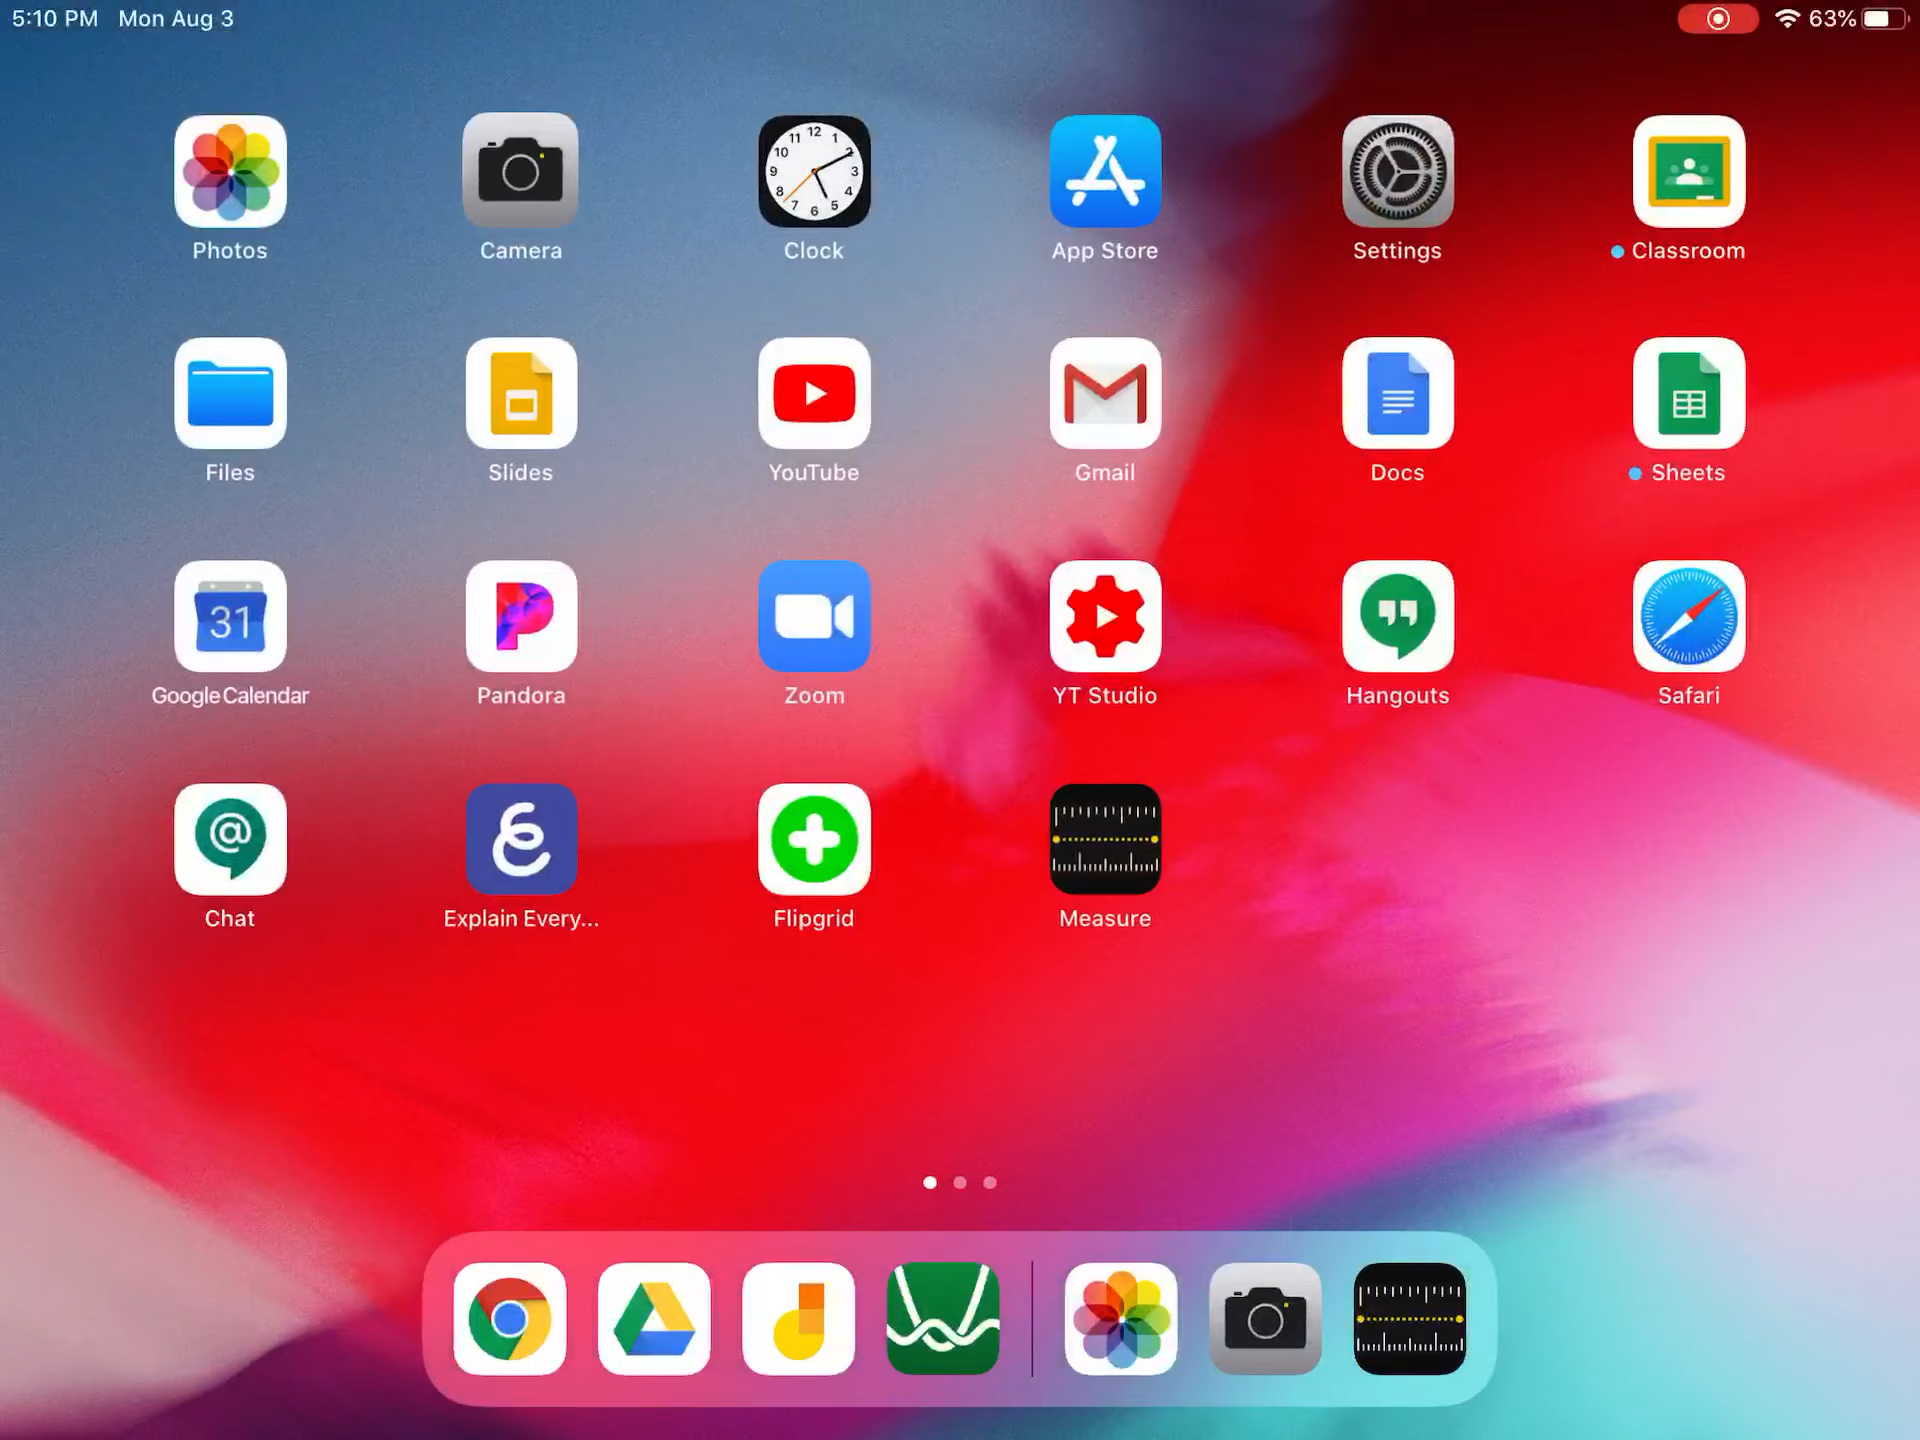 5:10 PM Mon Aug 3 63%
Photos Camera Clock App Store Settings Classroom
Files Slides YouTube Gmail Docs Sheets
31
Google Calendar Pandora Zoom YT Studio Hangouts Safari
@
Chat Explain Every... Flipgrid Measure